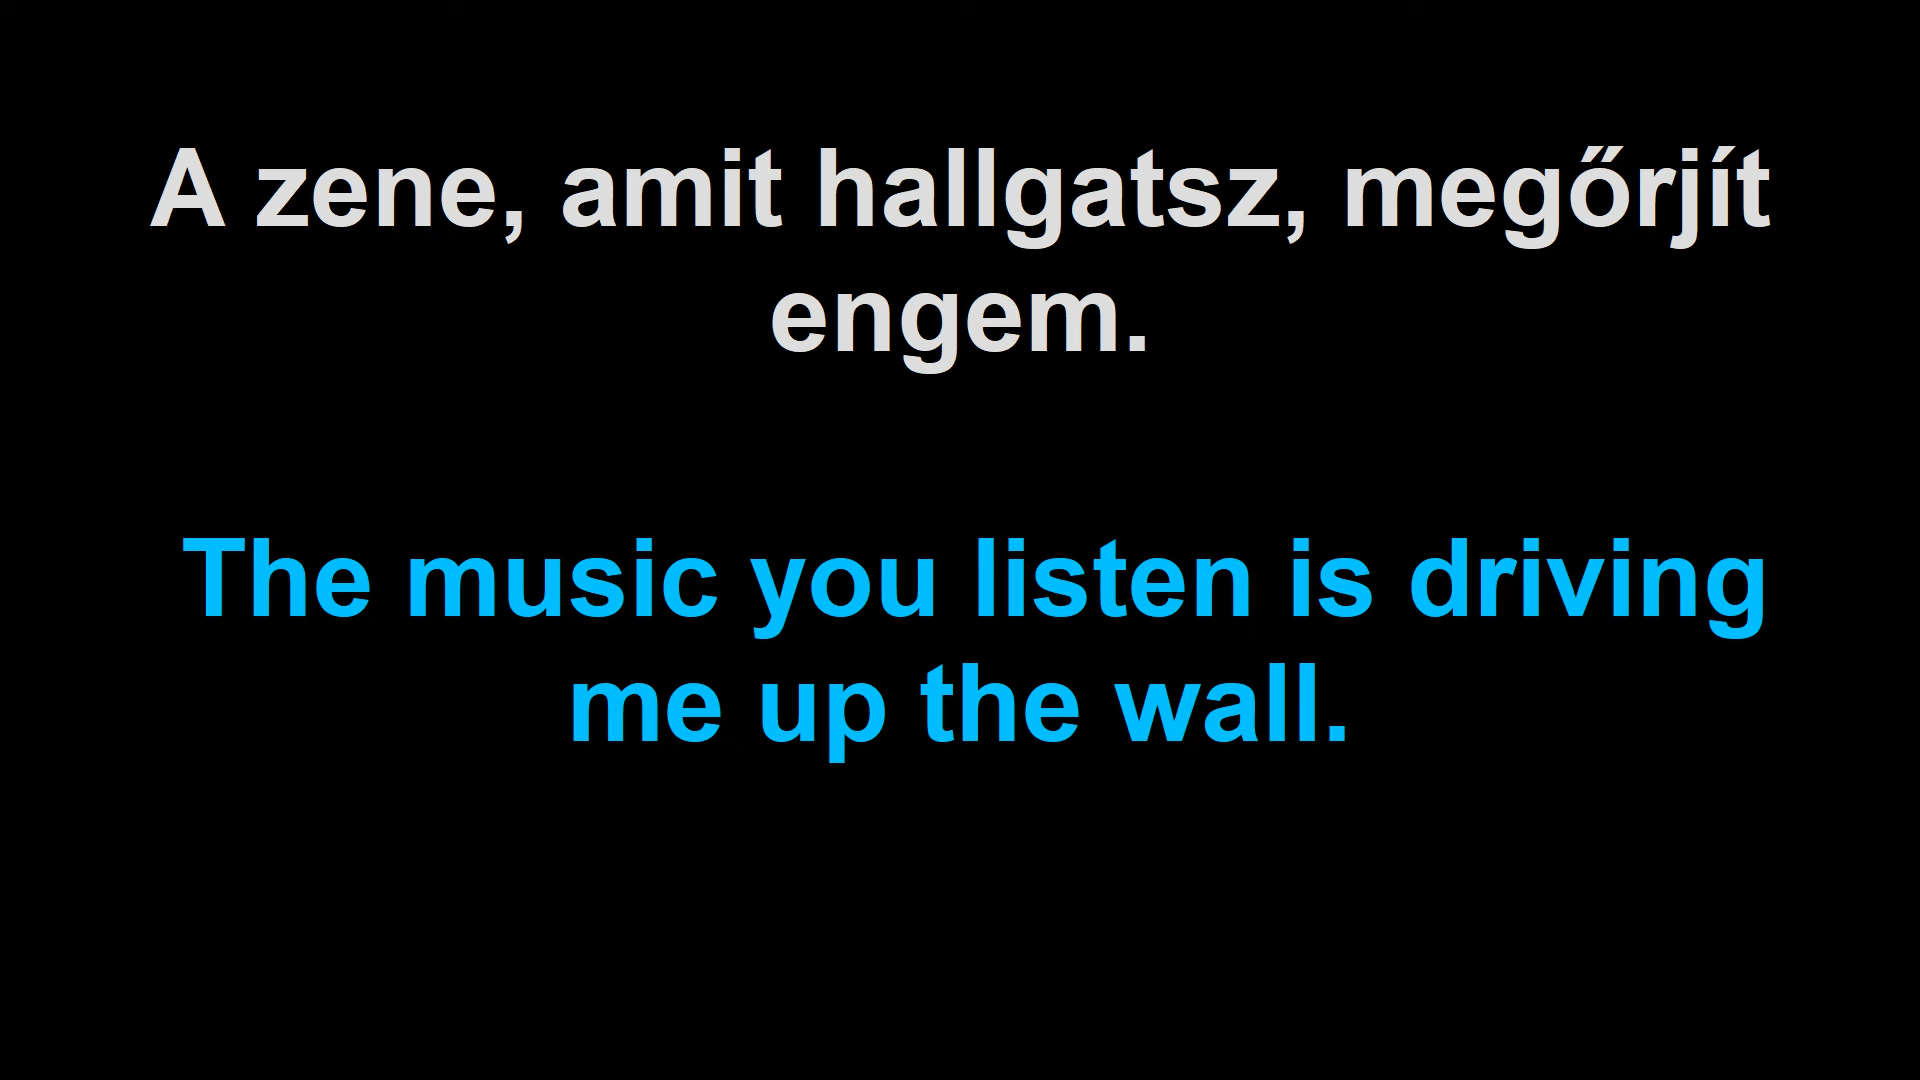 A zene, amit hallgatsz, megőrjít
engem.
The music you listen is driving
me up the wall.